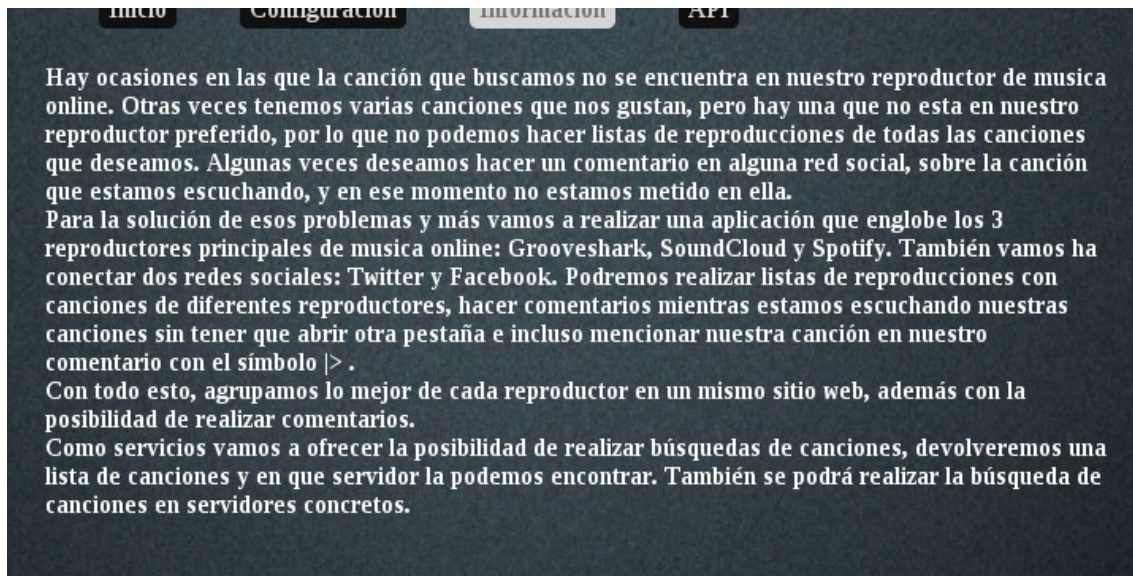 Inicio Configuración Información API
Hay ocasiones en las que la canción que buscamos no se encuentra en nuestro reproductor de musica
online. Otras veces tenemos varias canciones que nos gustan, pero hay una que no esta en nuestro
reproductor preferido, por lo que no podemos hacer listas de reproducciones de todas las canciones
que deseamos. Algunas veces deseamos hacer un comentario en alguna red social, sobre la canción
que estamos escuchando, y en ese momento no estamos metido en ella.
Para la solución de esos problemas y más vamos a realizar una aplicación que englobe los 3
reproductores principales de musica online: Grooveshark, SoundCloud y Spotify. También vamos ha
conectar dos redes sociales: Twitter y Facebook. Podremos realizar listas de reproducciones con
canciones de diferentes reproductores, hacer comentarios mientras estamos escuchando nuestras
canciones sin tener que abrir otra pestaña e incluso mencionar nuestra canción en nuestro
comentario con el símbolo |> .
Con todo esto, agrupamos lo mejor de cada reproductor en un mismo sitio web, además con la
posibilidad de realizar comentarios.
Como servicios vamos a ofrecer la posibilidad de realizar búsquedas de canciones, devolveremos una
lista de canciones y en que servidor la podemos encontrar. También se podrá realizar la búsqueda de
canciones en servidores concretos.